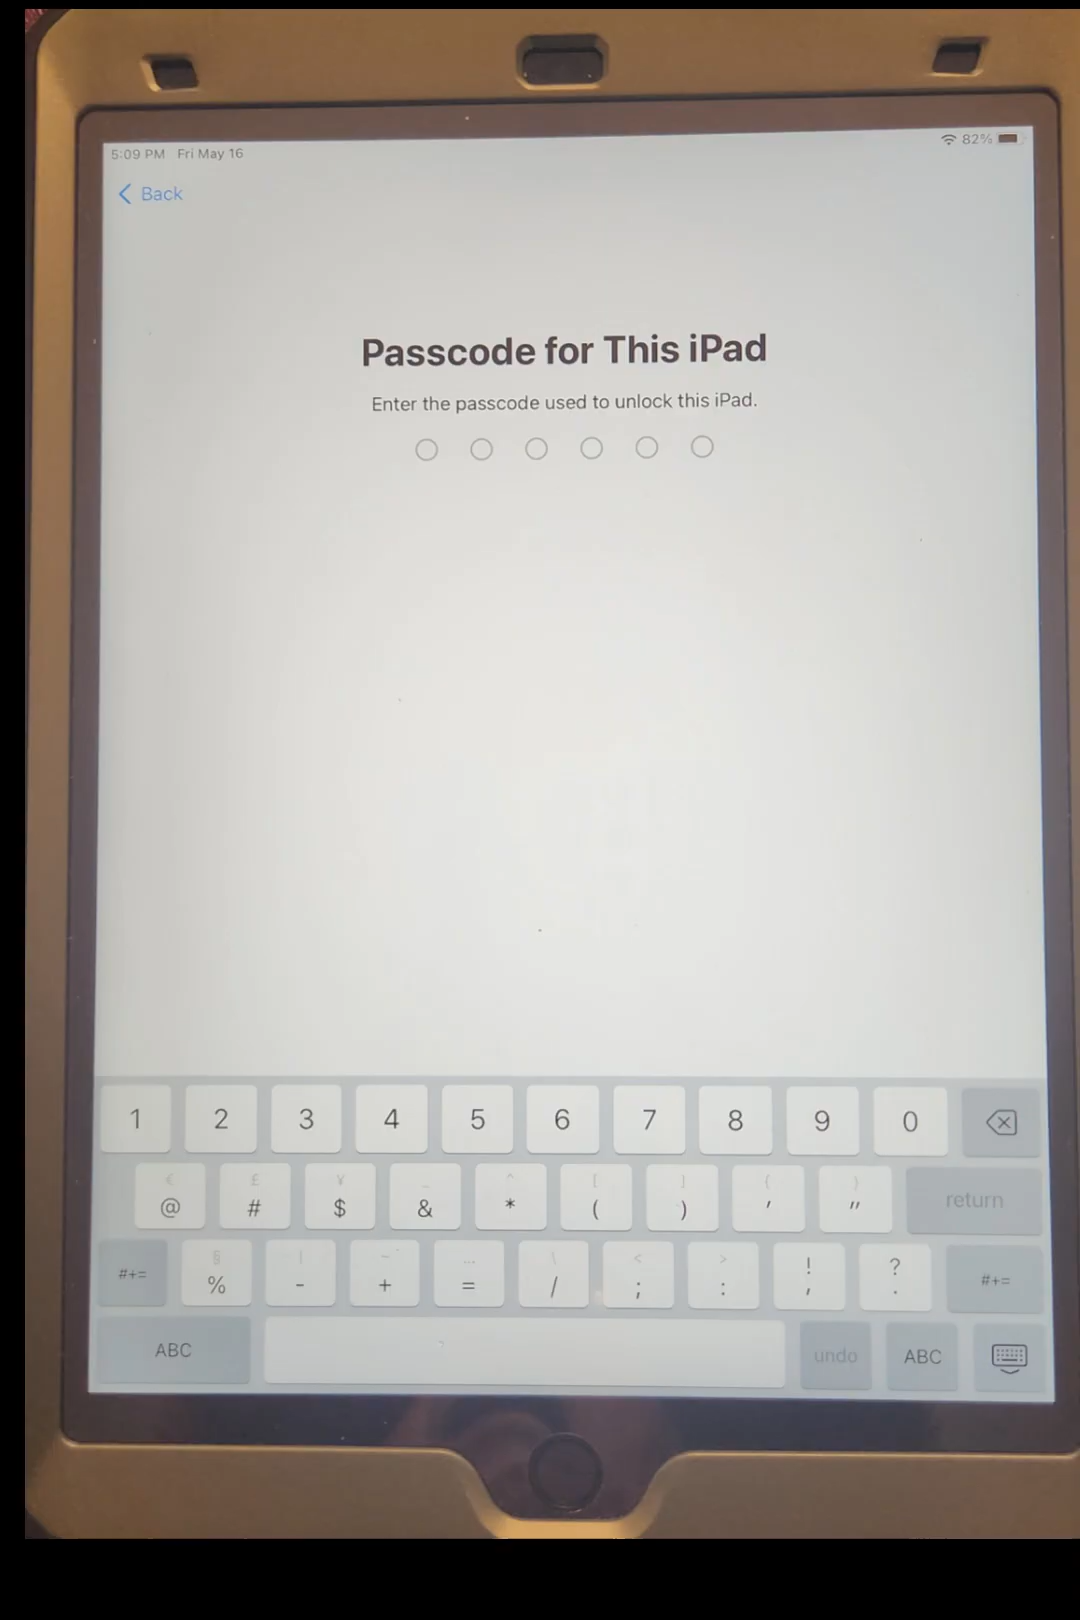 5:09 PM Fri May 16
82%
Back
Passcode for This iPad
Enter the passcode used to unlock this iPad.
1 2 3 4 5 6 7 8 9 0
€ £ ¥ _ ^ [ ] { }
@ # $ & * ( ) ' "
return
§ | ~ … \ < > ! ?
#+= % - + = / ; : , . #+=
ABC undo ABC